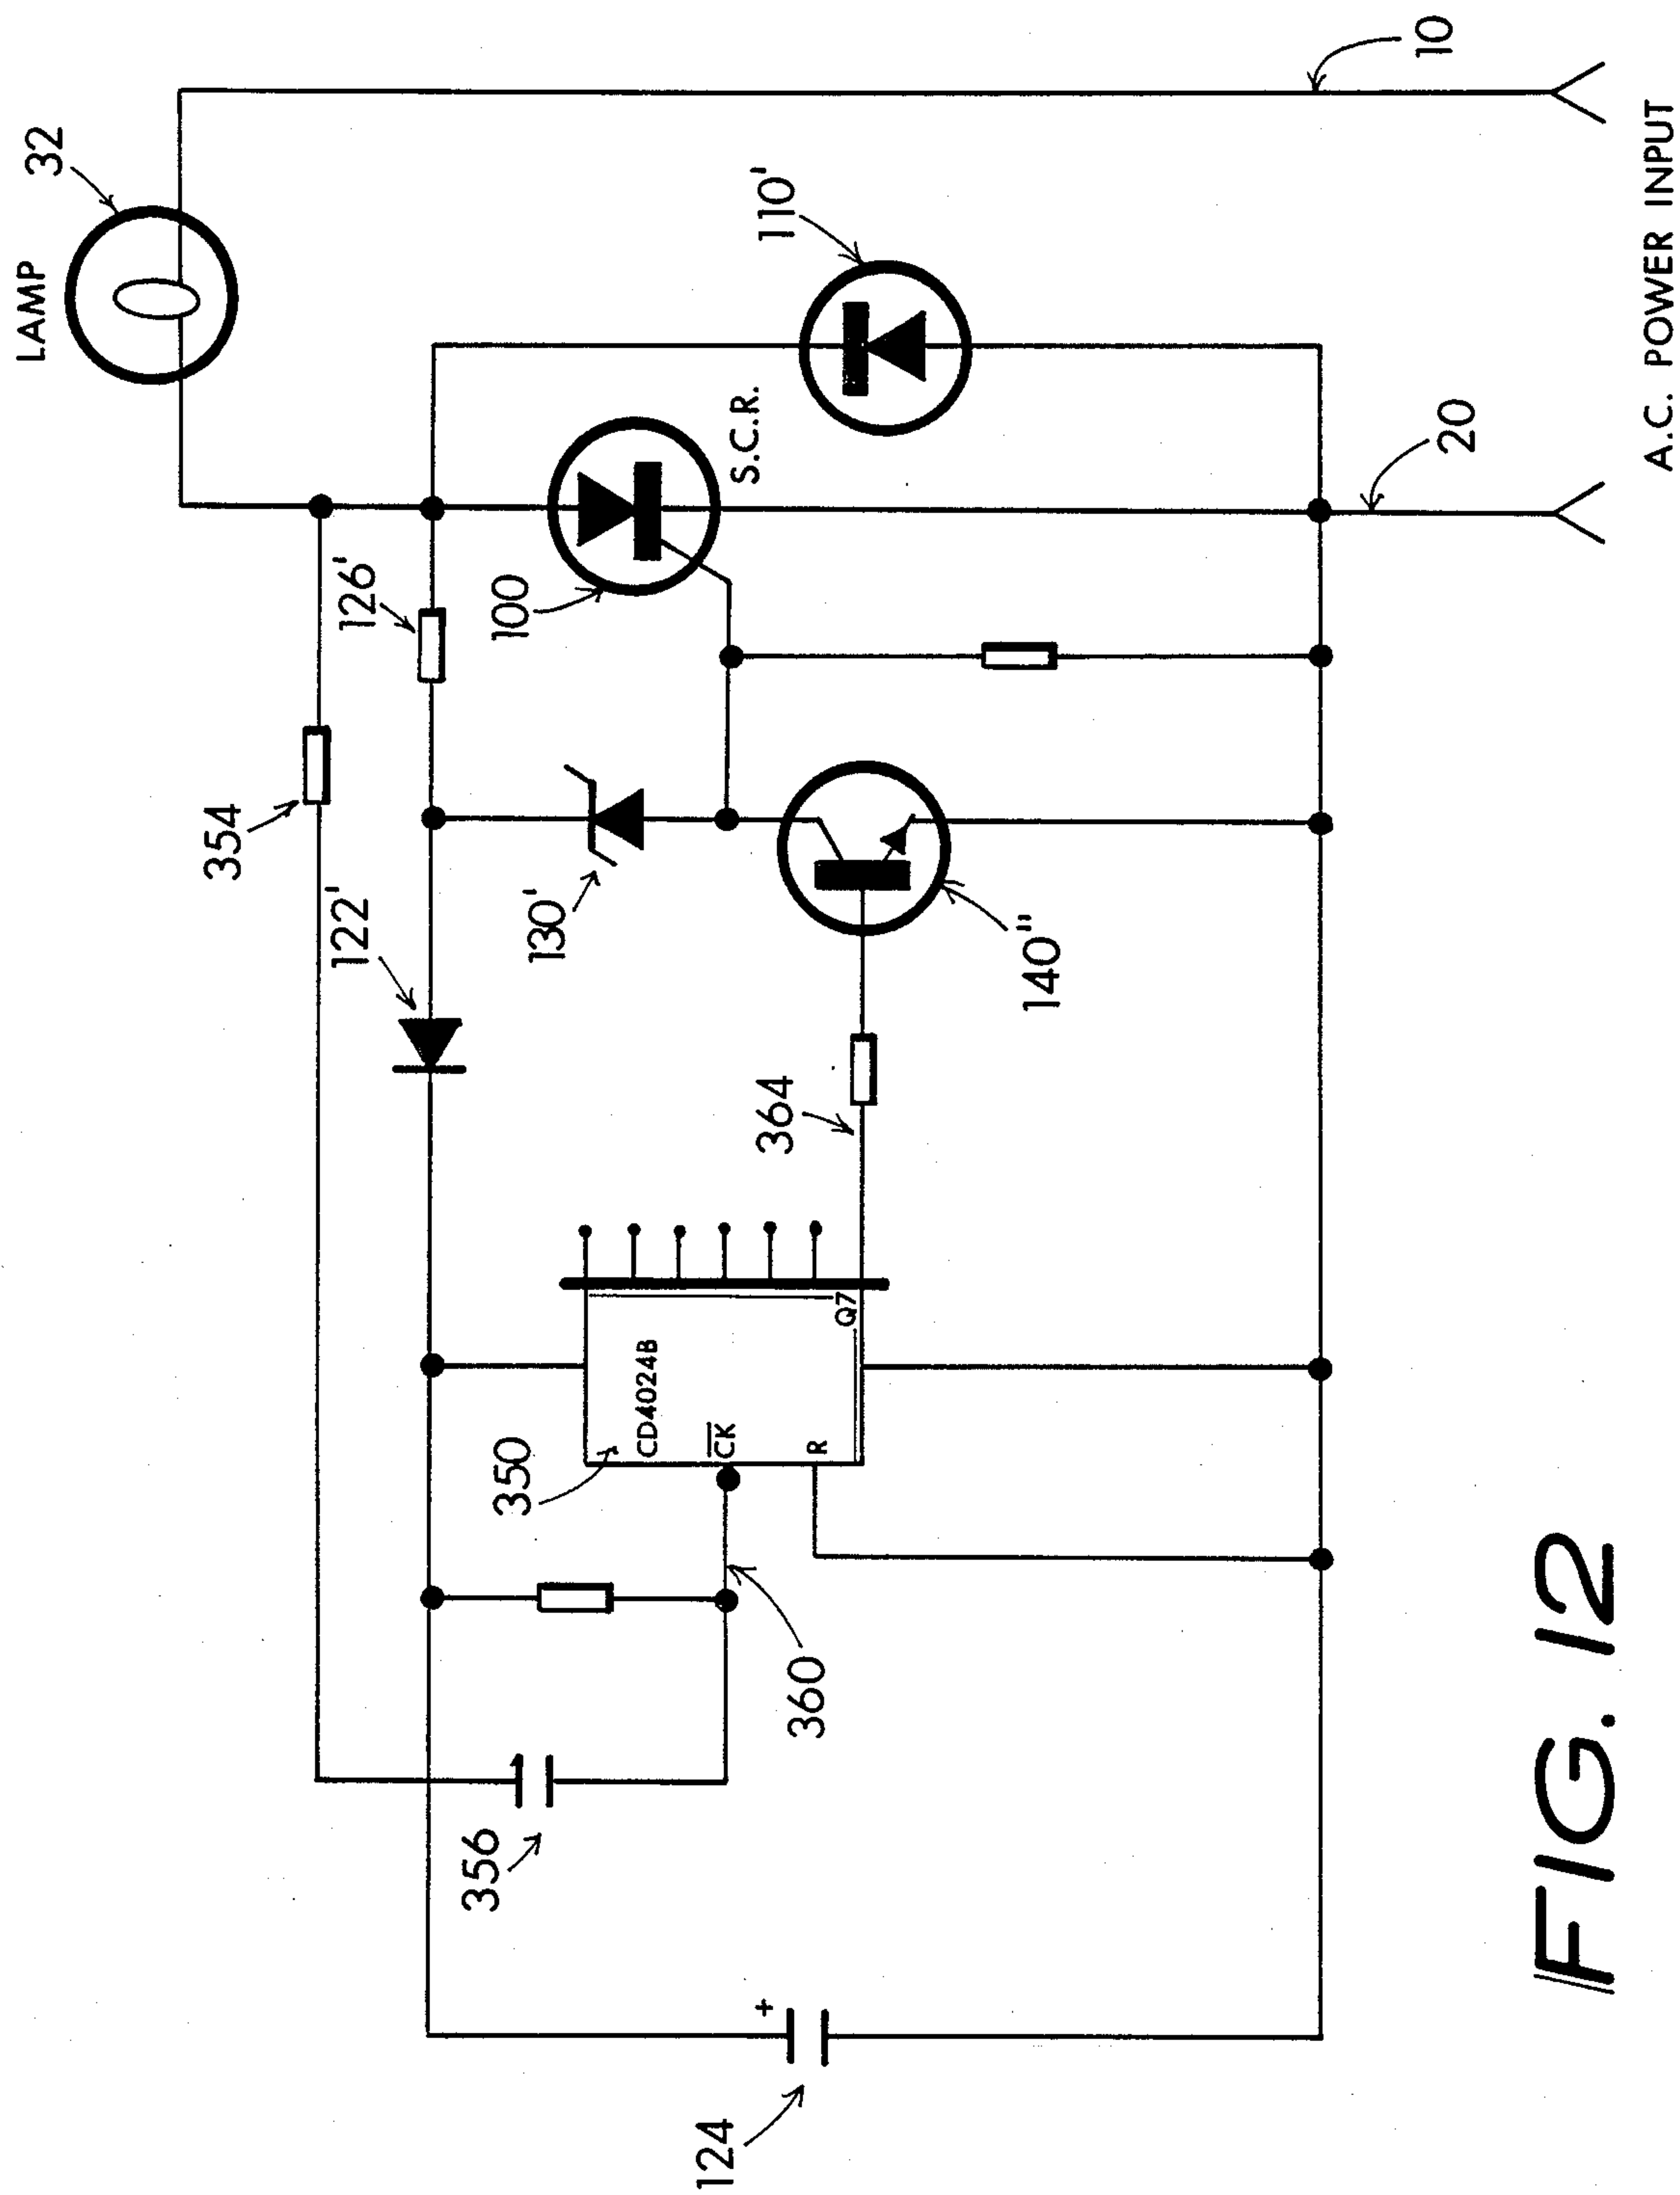 LAMP
32
354
126'
122'
100
S.C.R.
110'
130'
140"
350
CD4024B
CK
R
Q7
364
356
360
124
10
20
A.C. POWER INPUT
+
FIG. 12